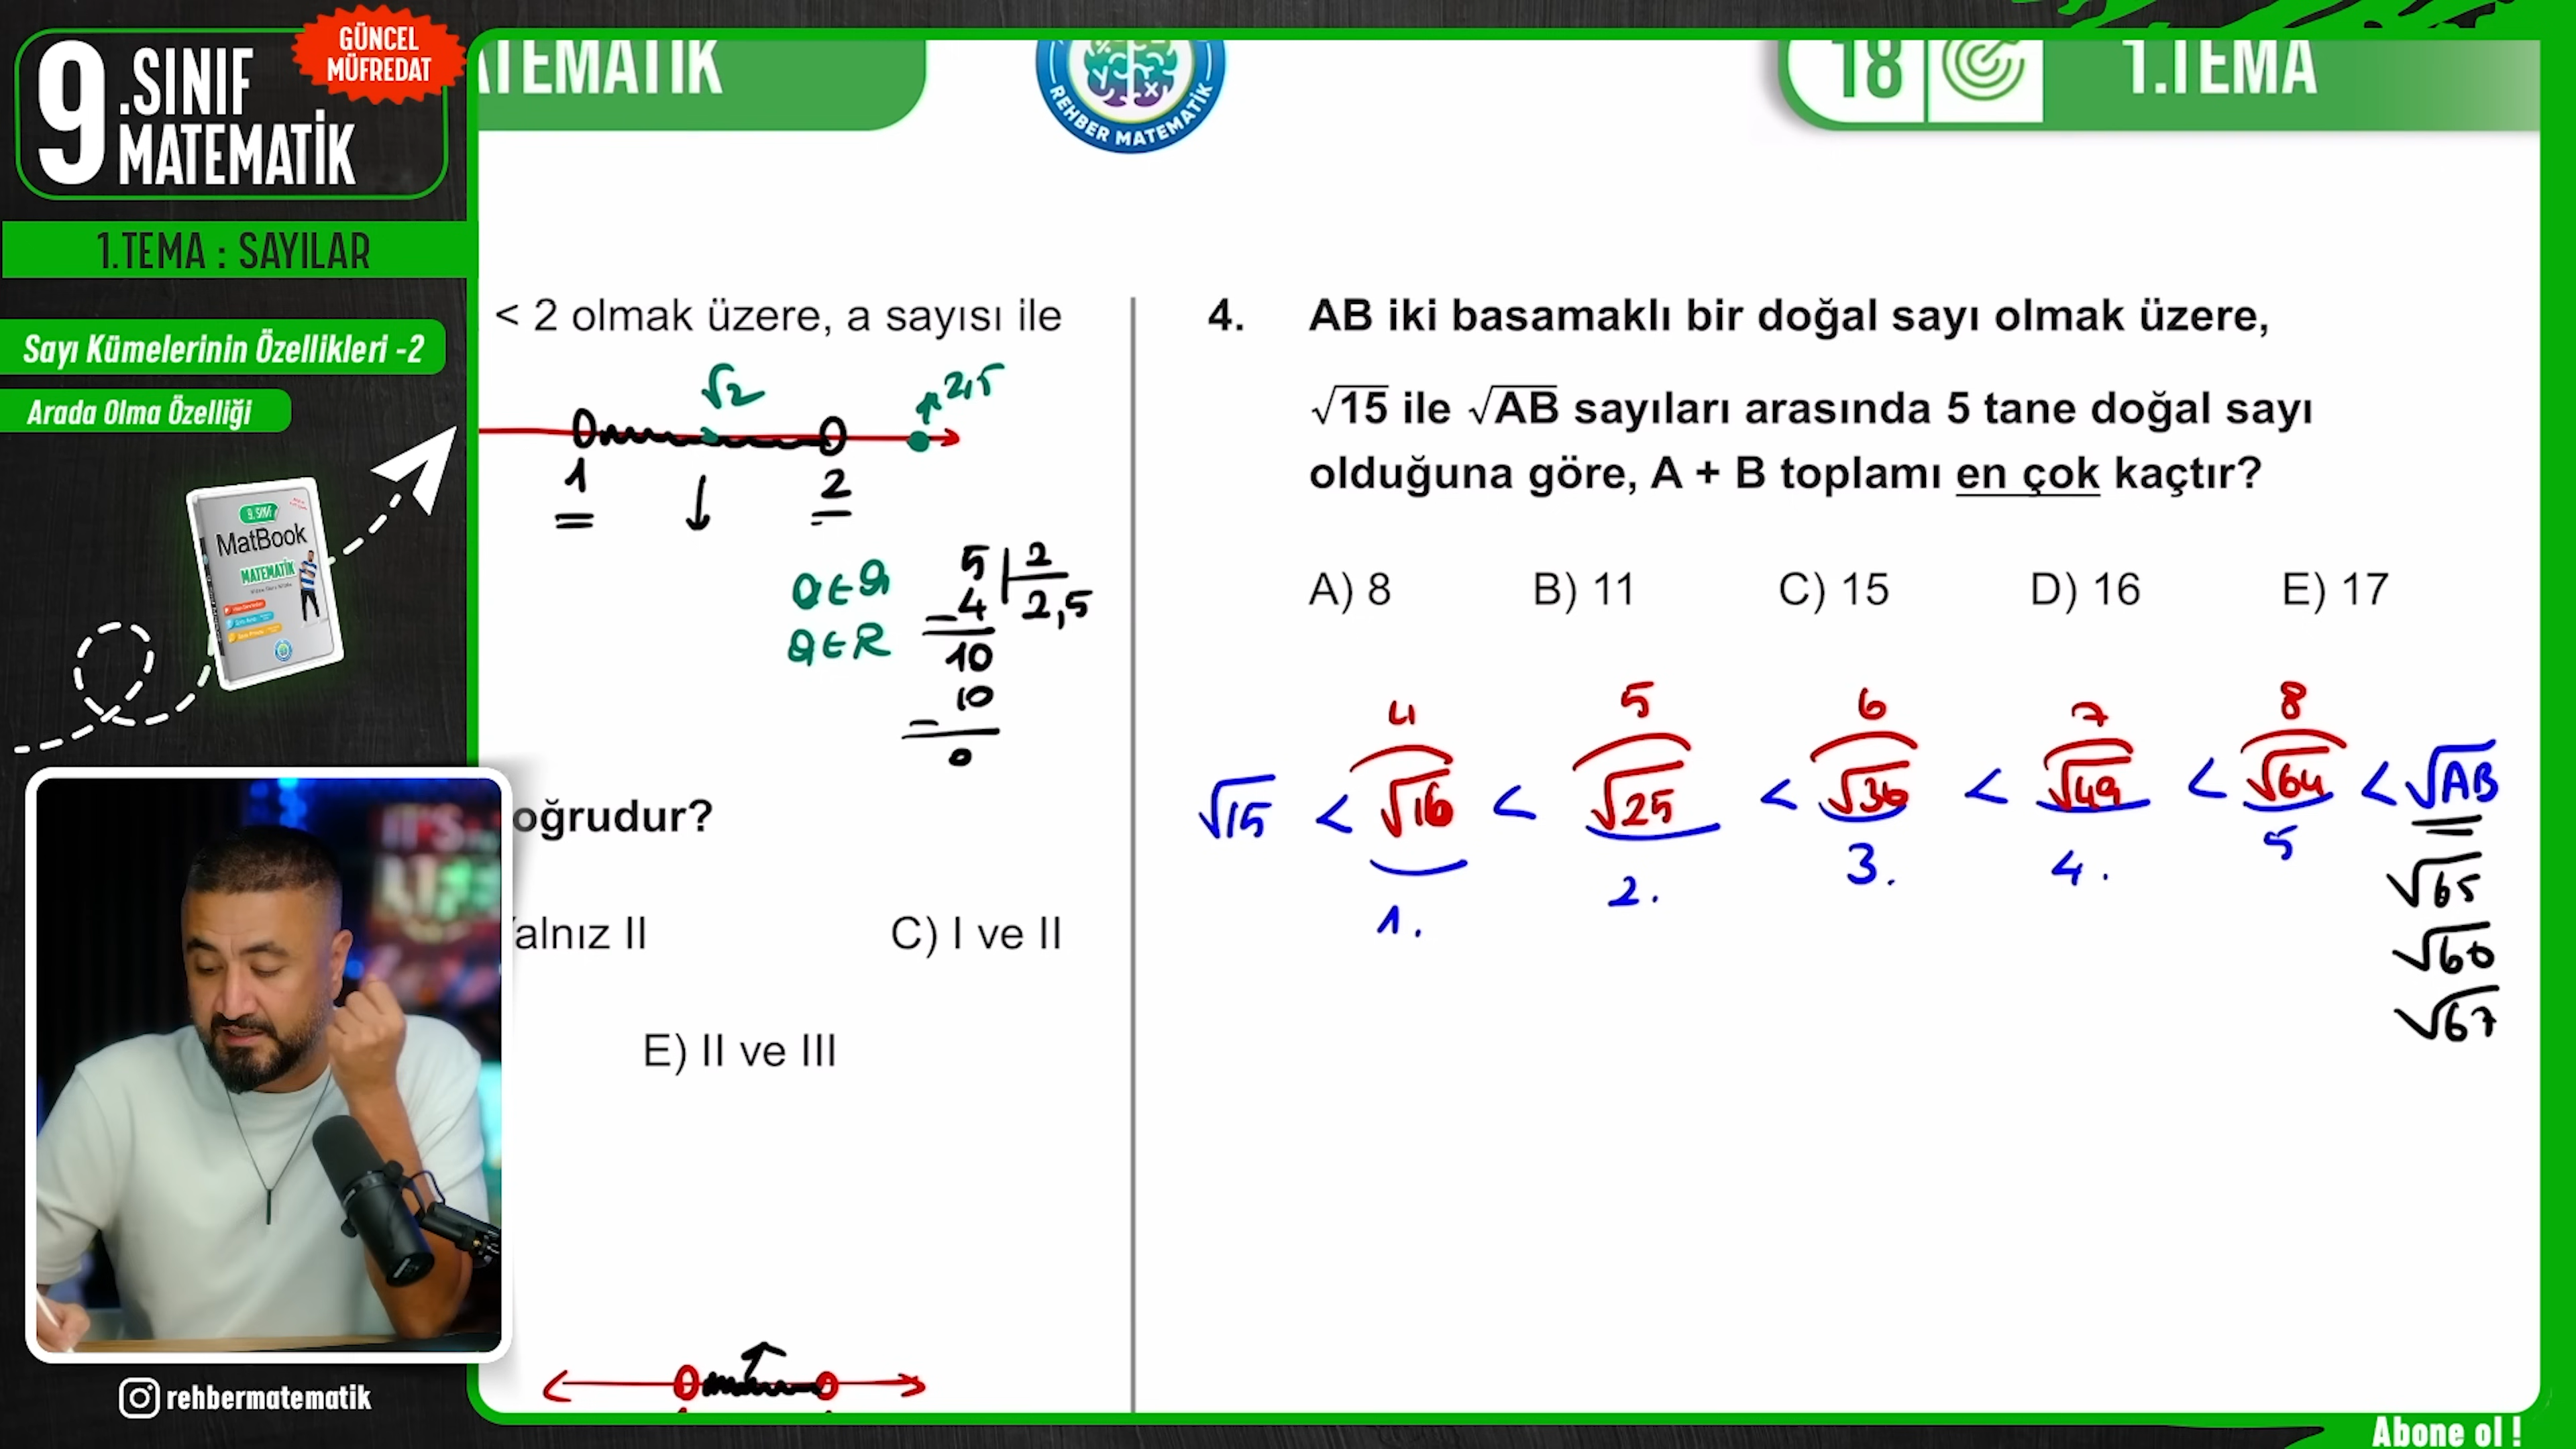 GÜNCEL
MÜFREDAT
9.SINIF
MATEMATİK
1.TEMA : SAYILAR
Sayı Kümelerinin Özellikleri -2
Arada Olma Özelliği
9. SINIF
MatBook
MATEMATİK
rehbermatematik
ATEMATİK
REHBER MATEMATİK
18
1.TEMA
< 2 olmak üzere, a sayısı ile
√2
2,5
1
2
a∈Q
a∈R
5 | 2
- 4 2,5
10
- 10
0
oğrudur?
Yalnız II
C) I ve II
E) II ve III
4. AB iki basamaklı bir doğal sayı olmak üzere,
√15 ile √AB sayıları arasında 5 tane doğal sayı
olduğuna göre, A + B toplamı en çok kaçtır?
A) 8 B) 11 C) 15 D) 16 E) 17
4 5 6 7 8
√15 < √16 < √25 < √36 < √49 < √64 < √AB
1. 2. 3. 4. 5
√65
√66
√67
Abone ol !